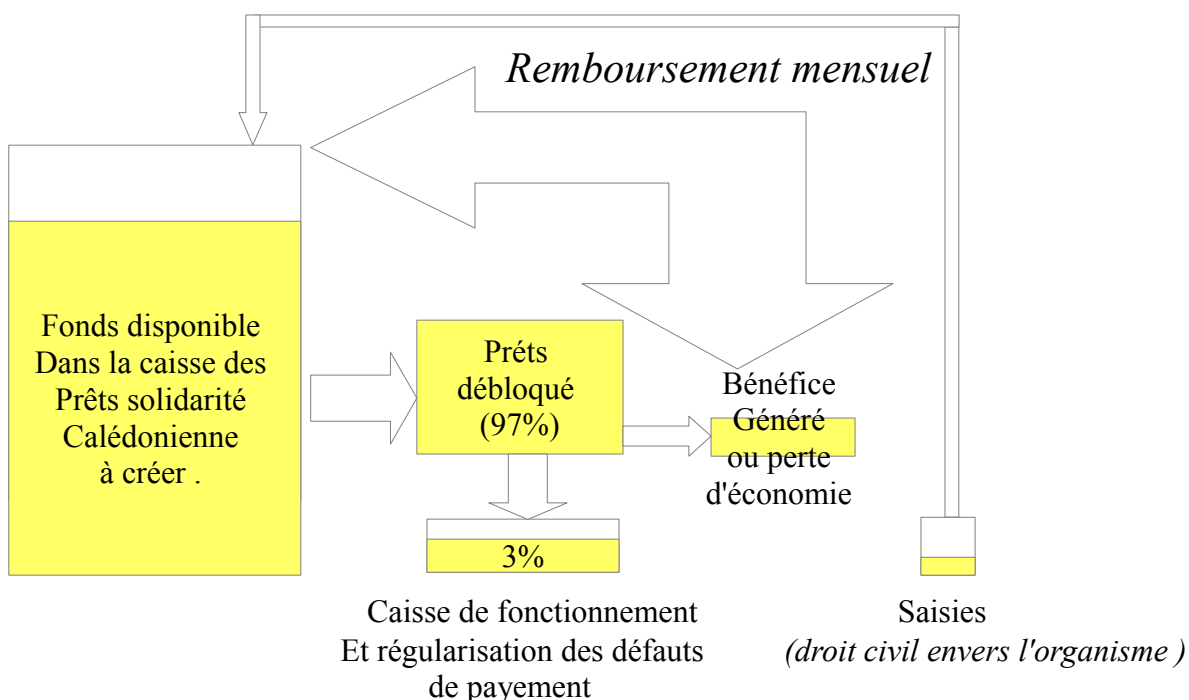 Remboursement mensuel
Fonds disponible
Dans la caisse des
Prêts solidarité
Calédonienne
à créer .
Préts
débloqué
(97%)
Bénéfice
Généré
ou perte
d'économie
3%
Caisse de fonctionnement
Et régularisation des défauts
de payement
Saisies
(droit civil envers l'organisme )